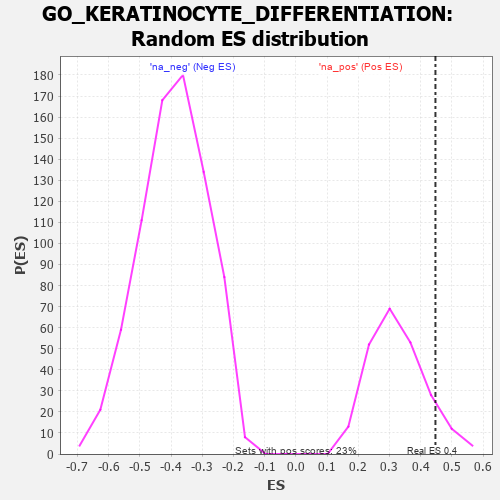 GO_KERATINOCYTE_DIFFERENTIATION:
Random ES distribution
'na_neg' (Neg ES)
'na_pos' (Pos ES)
180
170
160
150
140
130
120
110
100
90
80
70
60
50
40
30
20
10
0
P(ES)
Sets with pos scores: 23%
Real ES 0.4
-0.7 -0.6 -0.5 -0.4 -0.3 -0.2 -0.1 0.0 0.1 0.2 0.3 0.4 0.5 0.6
ES